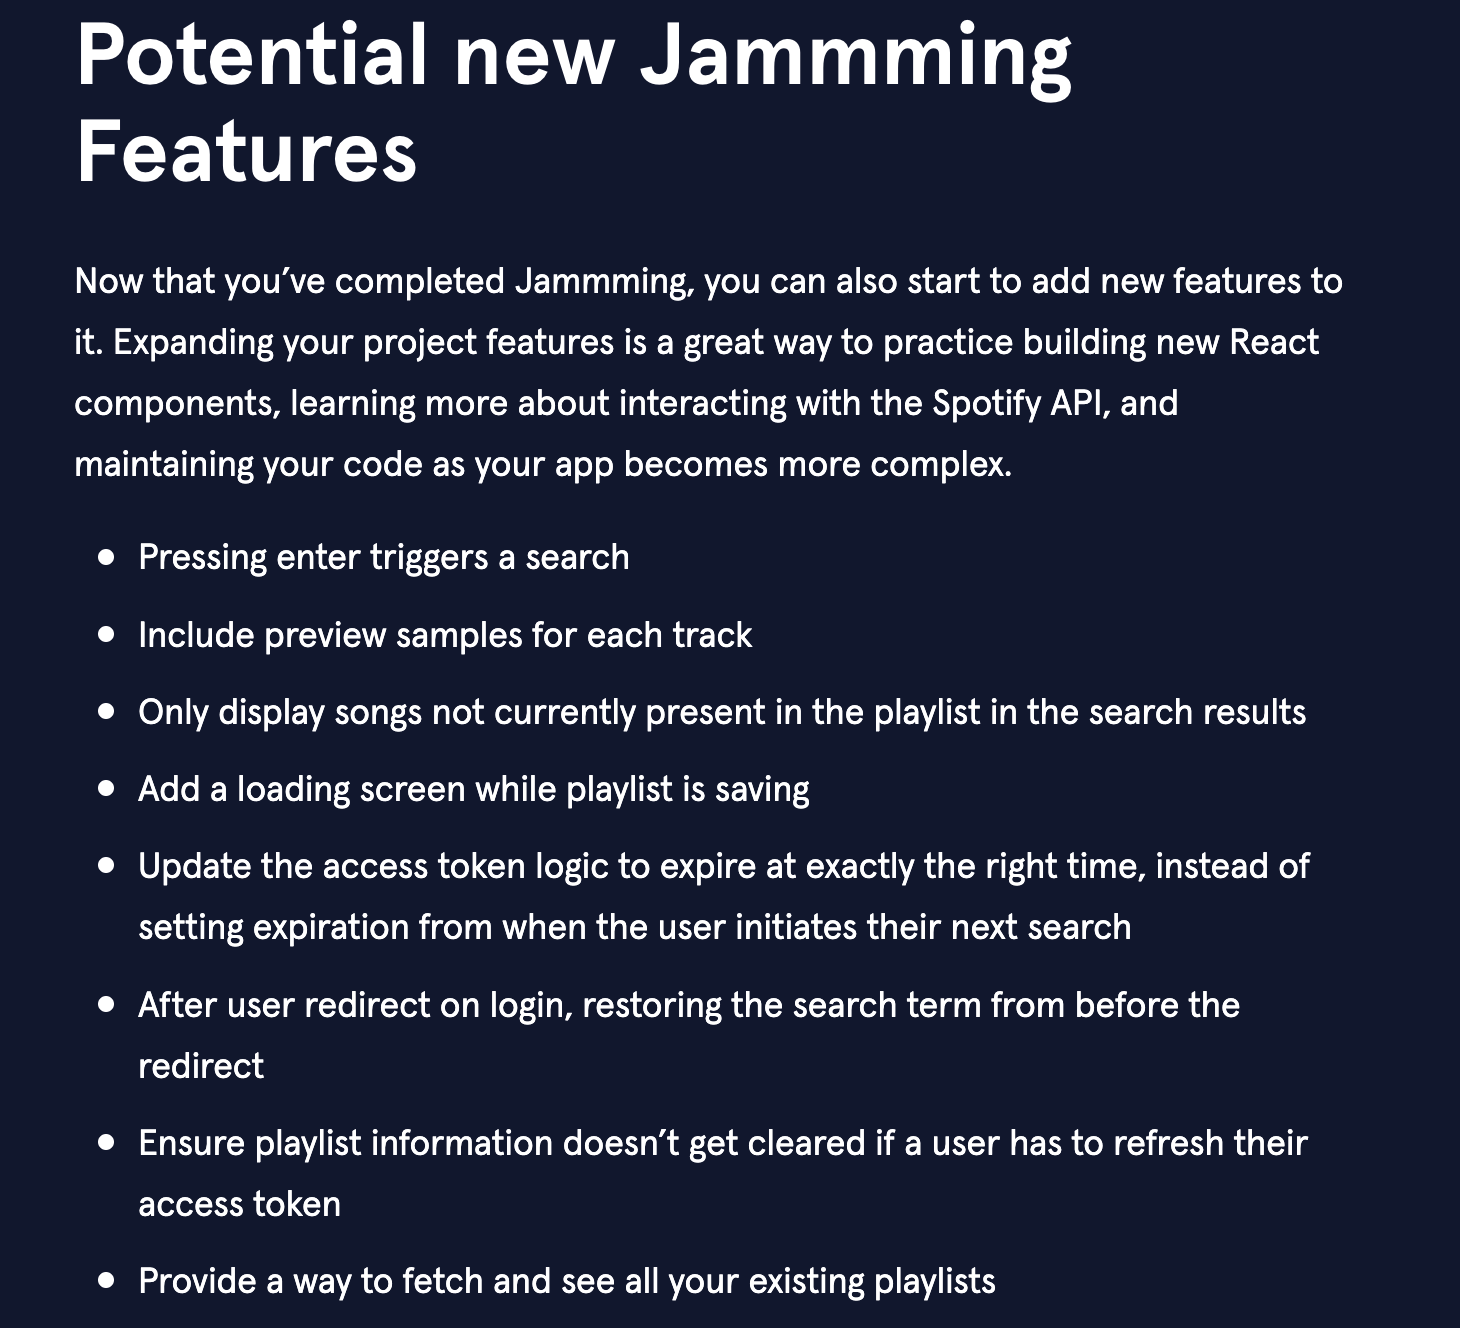 Potential new Jammming
Features
Now that you’ve completed Jammming, you can also start to add new features to
it. Expanding your project features is a great way to practice building new React
components, learning more about interacting with the Spotify API, and
maintaining your code as your app becomes more complex.
• Pressing enter triggers a search
• Include preview samples for each track
• Only display songs not currently present in the playlist in the search results
• Add a loading screen while playlist is saving
• Update the access token logic to expire at exactly the right time, instead of
setting expiration from when the user initiates their next search
• After user redirect on login, restoring the search term from before the
redirect
• Ensure playlist information doesn’t get cleared if a user has to refresh their
access token
• Provide a way to fetch and see all your existing playlists